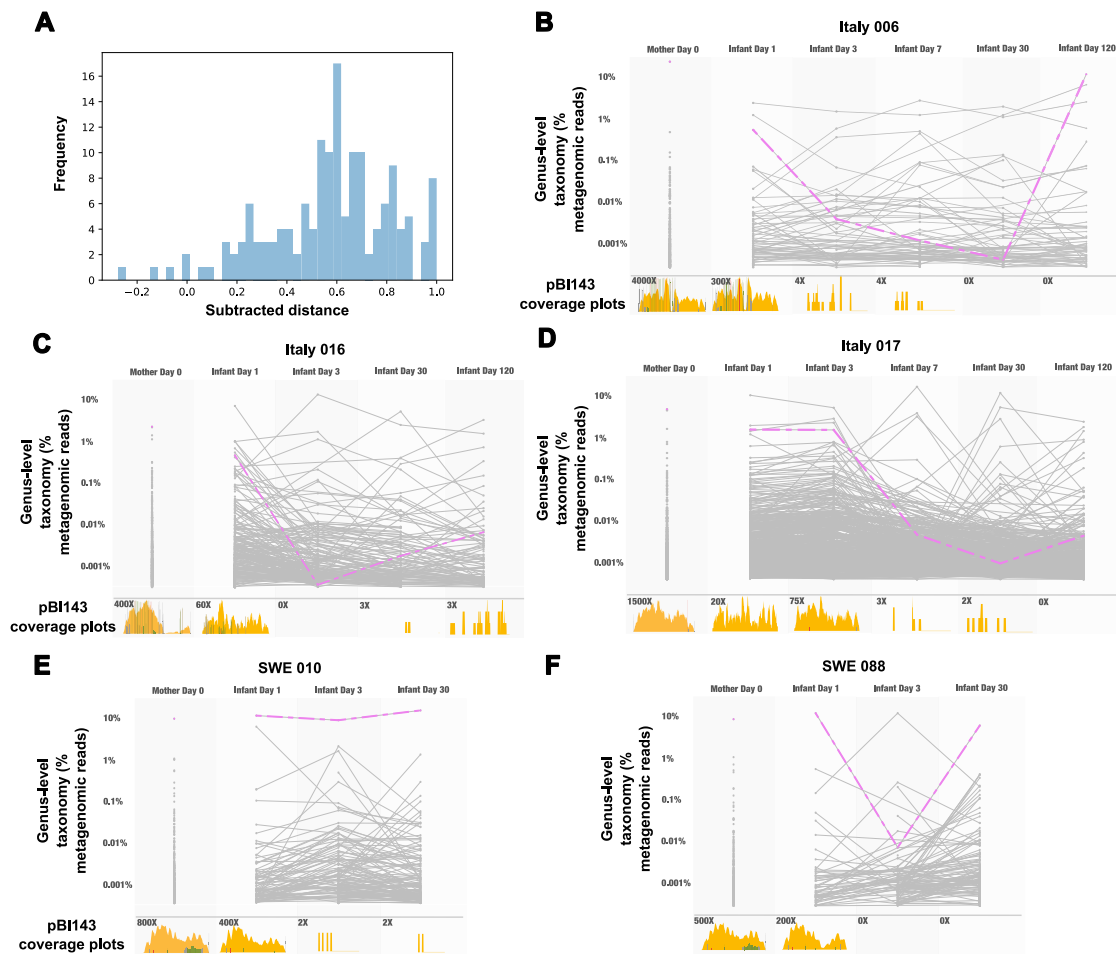 A
16
14
12
10
8
6
4
2
0
Frequency
−0.2 0.0 0.2 0.4 0.6 0.8 1.0
Subtracted distance
B
Italy 006
Mother Day 0 Infant Day 1 Infant Day 3 Infant Day 7 Infant Day 30 Infant Day 120
Genus-level
taxonomy (%
metagenomic reads)
10%
1%
0.1%
0.01%
0.001%
pBI143
coverage plots
4000X 300X 4X 4X 0X 0X
C
Italy 016
Mother Day 0 Infant Day 1 Infant Day 3 Infant Day 30 Infant Day 120
Genus-level
taxonomy (%
metagenomic reads)
10%
1%
0.1%
0.01%
0.001%
pBI143
coverage plots
400X 60X 0X 3X 3X
D
Italy 017
Mother Day 0 Infant Day 1 Infant Day 3 Infant Day 7 Infant Day 30 Infant Day 120
Genus-level
taxonomy (%
metagenomic reads)
10%
1%
0.1%
0.01%
0.001%
pBI143
coverage plots
1500X 20X 75X 3X 2X 0X
E
SWE 010
Mother Day 0 Infant Day 1 Infant Day 3 Infant Day 30
Genus-level
taxonomy (%
metagenomic reads)
10%
1%
0.1%
0.01%
0.001%
pBI143
coverage plots
800X 400X 2X 2X
F
SWE 088
Mother Day 0 Infant Day 1 Infant Day 3 Infant Day 30
Genus-level
taxonomy (%
metagenomic reads)
10%
1%
0.1%
0.01%
0.001%
pBI143
coverage plots
500X 200X 0X 0X